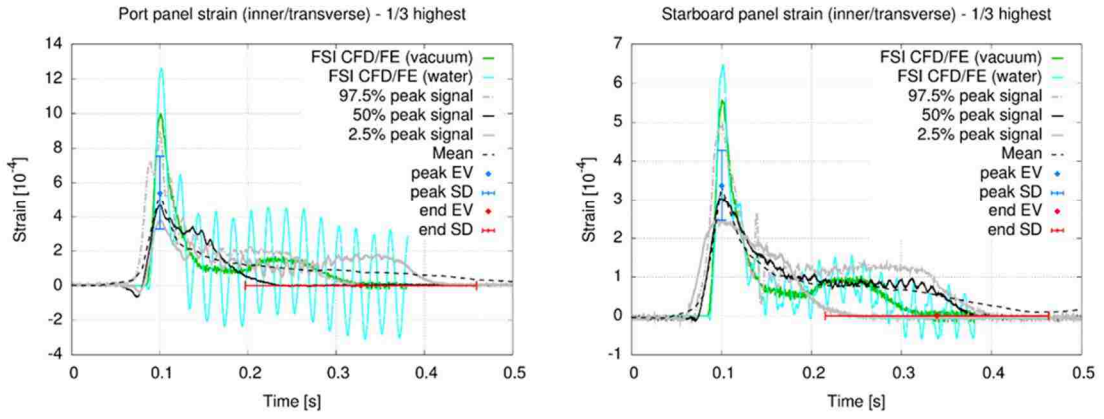 Port panel strain (inner/transverse) - 1/3 highest
14
12
10
8
6
4
2
0
-2
-4
Strain [10-4]
FSI CFD/FE (vacuum)
FSI CFD/FE (water)
97.5% peak signal
50% peak signal
2.5% peak signal
Mean
peak EV
peak SD
end EV
end SD
0 0.1 0.2 0.3 0.4 0.5
Time [s]
Starboard panel strain (inner/transverse) - 1/3 highest
7
6
5
4
3
2
1
0
-1
Strain [10-4]
FSI CFD/FE (vacuum)
FSI CFD/FE (water)
97.5% peak signal
50% peak signal
2.5% peak signal
Mean
peak EV
peak SD
end EV
end SD
0 0.1 0.2 0.3 0.4 0.5
Time [s]